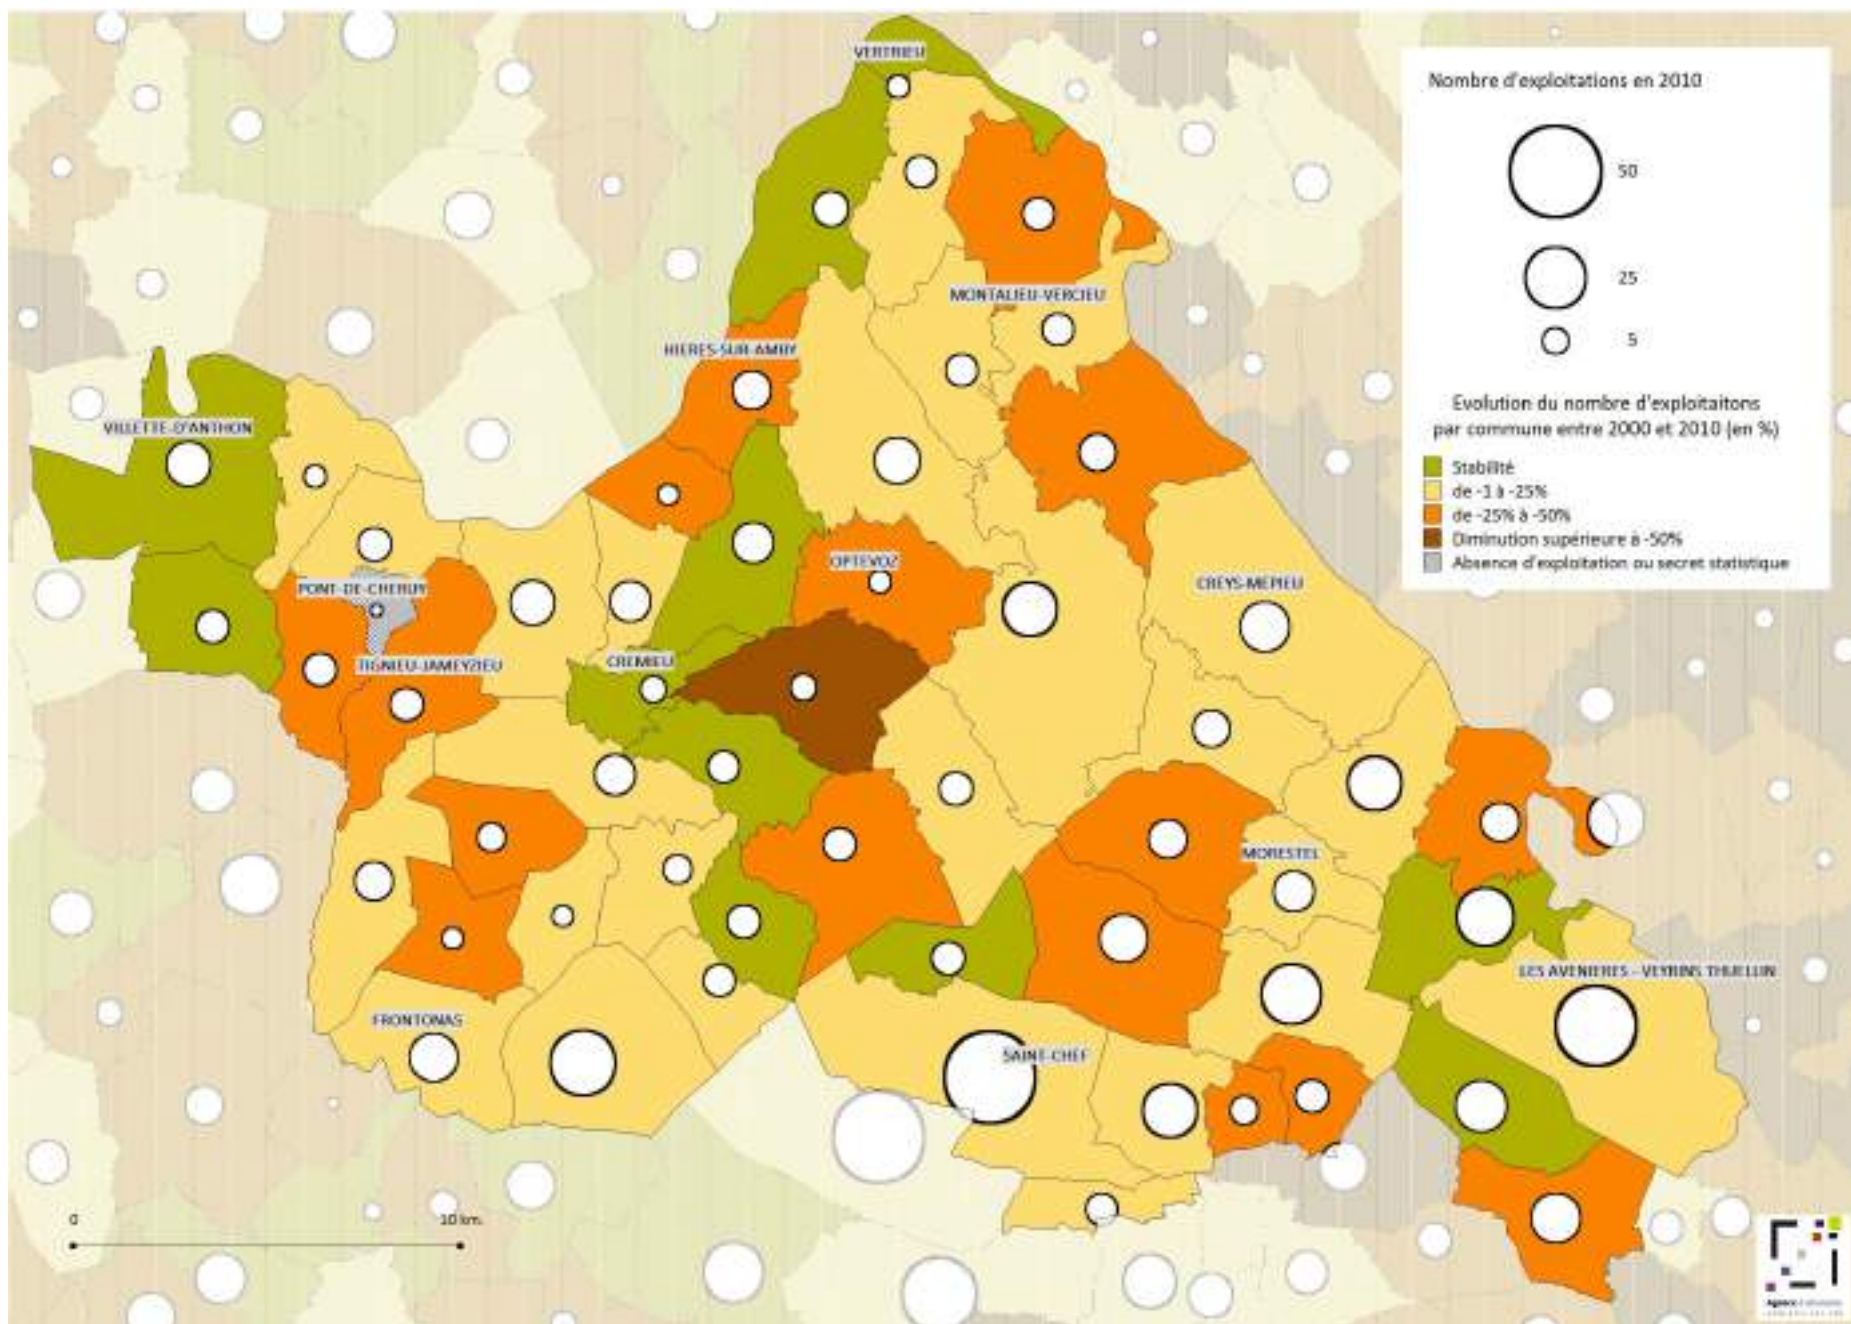 VERTRIEU
Nombre d'exploitations en 2010
50
25
5
MONTALIEU-VERCIEU
HIERES-SUR-AMBY
Evolution du nombre d'exploitaitons
par commune entre 2000 et 2010 (en %)
VILLETTE-D'ANTHON
Stabilité
de -1 à -25%
de -25% à -50%
Diminution supérieure à -50%
Absence d'exploitation ou secret statistique
OPTEVOZ
PONT-DE-CHERUY
CREYS-MEPIEU
TIGNIEU-JAMEYZIEU
CREMIEU
MORESTEL
LES AVENIERES - VEYRINS THUELLIN
FRONTONAS
SAINT-CHEF
0
10 km.
Agence